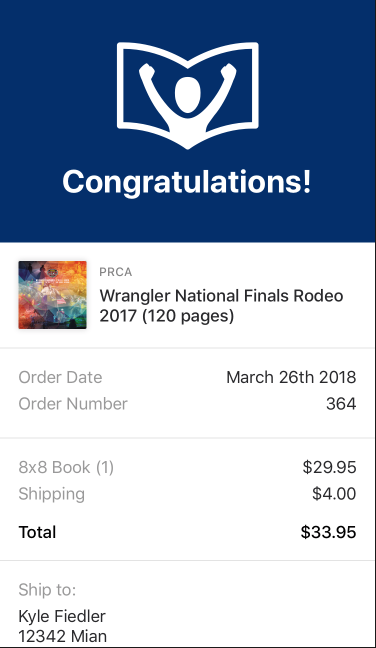 Congratulations!
PRCA
Wrangler National Finals Rodeo
2017 (120 pages)
Order Date March 26th 2018
Order Number 364
8x8 Book (1) $29.95
Shipping $4.00
Total $33.95
Ship to:
Kyle Fiedler
12342 Mian